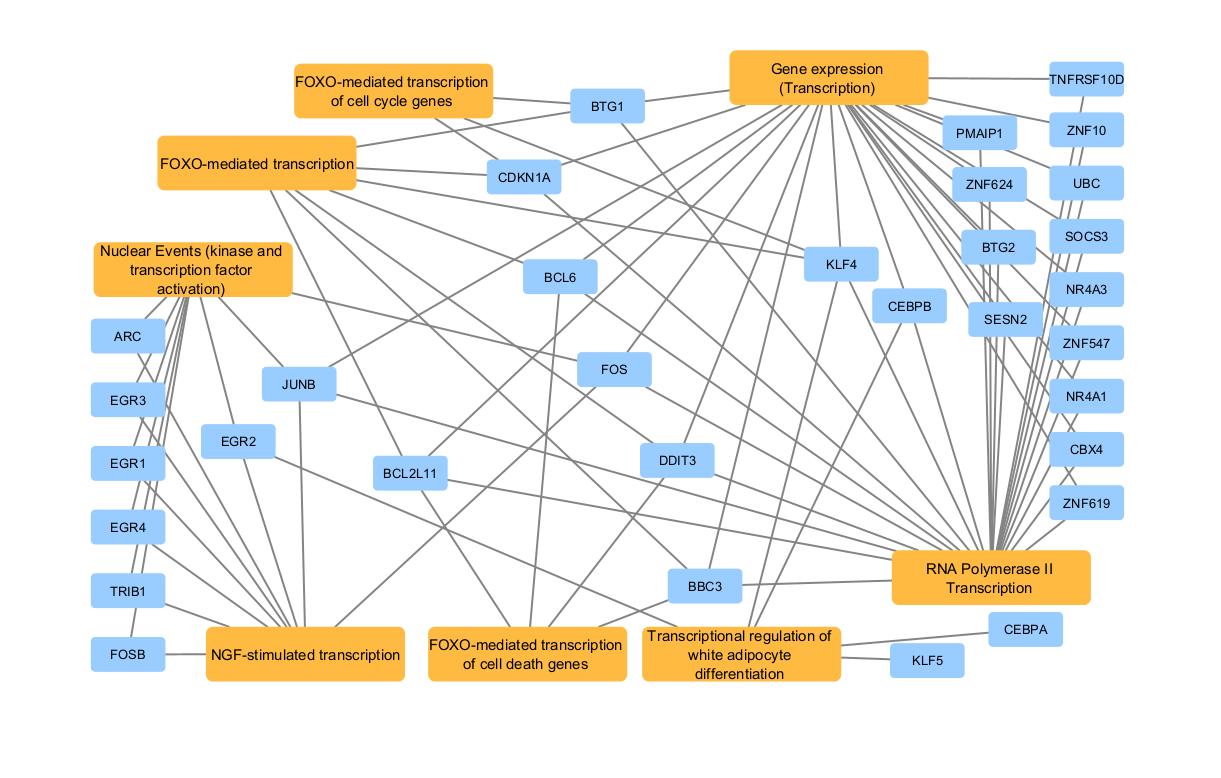 FOXO-mediated transcription
of cell cycle genes
Gene expression
(Transcription)
TNFRSF10D
BTG1
PMAIP1
ZNF10
FOXO-mediated transcription
CDKN1A
ZNF624
UBC
Nuclear Events (kinase and
transcription factor
activation)
BCL6
KLF4
BTG2
SOCS3
CEBPB
NR4A3
ARC
SESN2
ZNF547
JUNB
FOS
NR4A1
EGR3
EGR2
CBX4
EGR1
BCL2L11
DDIT3
ZNF619
EGR4
TRIB1
BBC3
RNA Polymerase II
Transcription
FOSB
NGF-stimulated transcription
FOXO-mediated transcription
of cell death genes
Transcriptional regulation of
white adipocyte
differentiation
CEBPA
KLF5